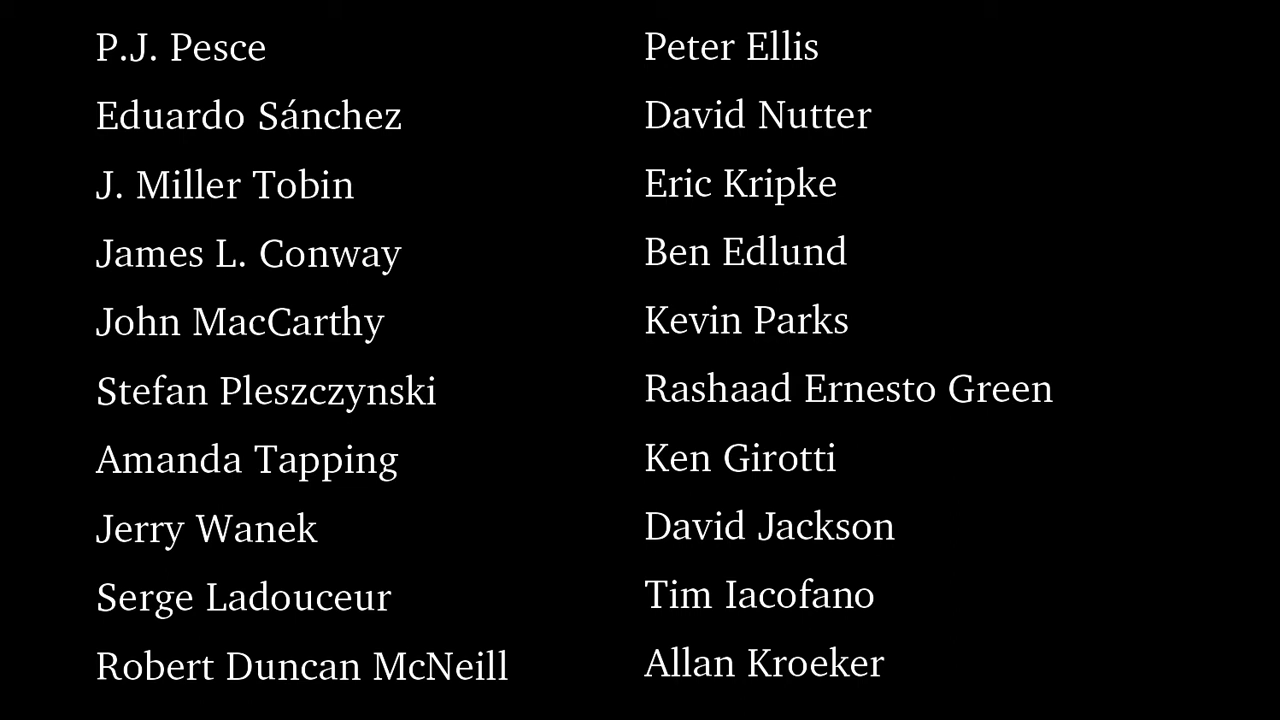 P.J. Pesce
Eduardo Sánchez
J. Miller Tobin
James L. Conway
John MacCarthy
Stefan Pleszczynski
Amanda Tapping
Jerry Wanek
Serge Ladouceur
Robert Duncan McNeill
Peter Ellis
David Nutter
Eric Kripke
Ben Edlund
Kevin Parks
Rashaad Ernesto Green
Ken Girotti
David Jackson
Tim Iacofano
Allan Kroeker